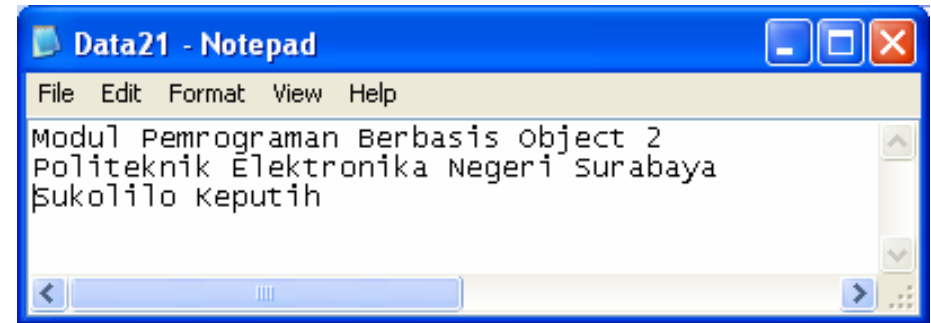 Data21 - Notepad
File Edit Format View Help
Modul Pemrograman Berbasis Object 2
Politeknik Elektronika Negeri Surabaya
Sukolilo Keputih